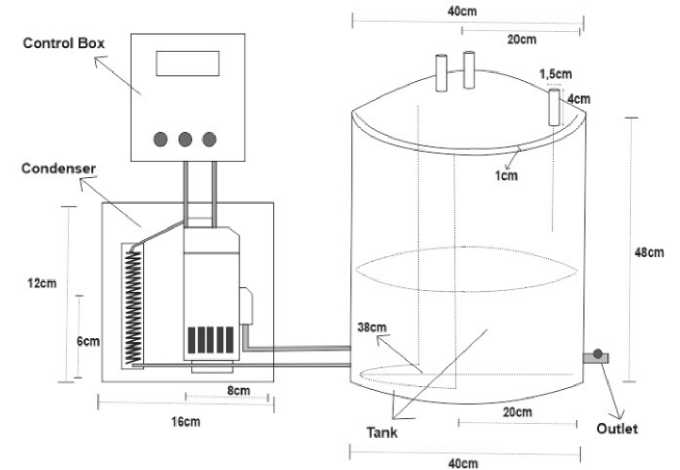 40cm
20cm
Control Box
1,5cm
4cm
Condenser
1cm
12cm
48cm
6cm
38cm
8cm
16cm
20cm
Tank
Outlet
40cm